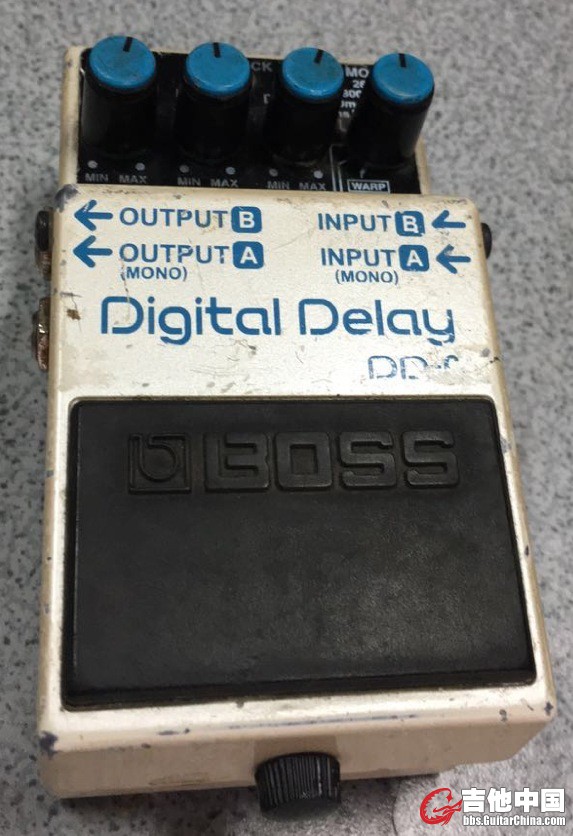 MIN MAX
MIN MAX
MIN MAX
WARP
OUTPUT B
INPUT B
OUTPUT A
(MONO)
INPUT A
(MONO)
Digital Delay
BOSS
吉他中国
bbs.GuitarChina.com